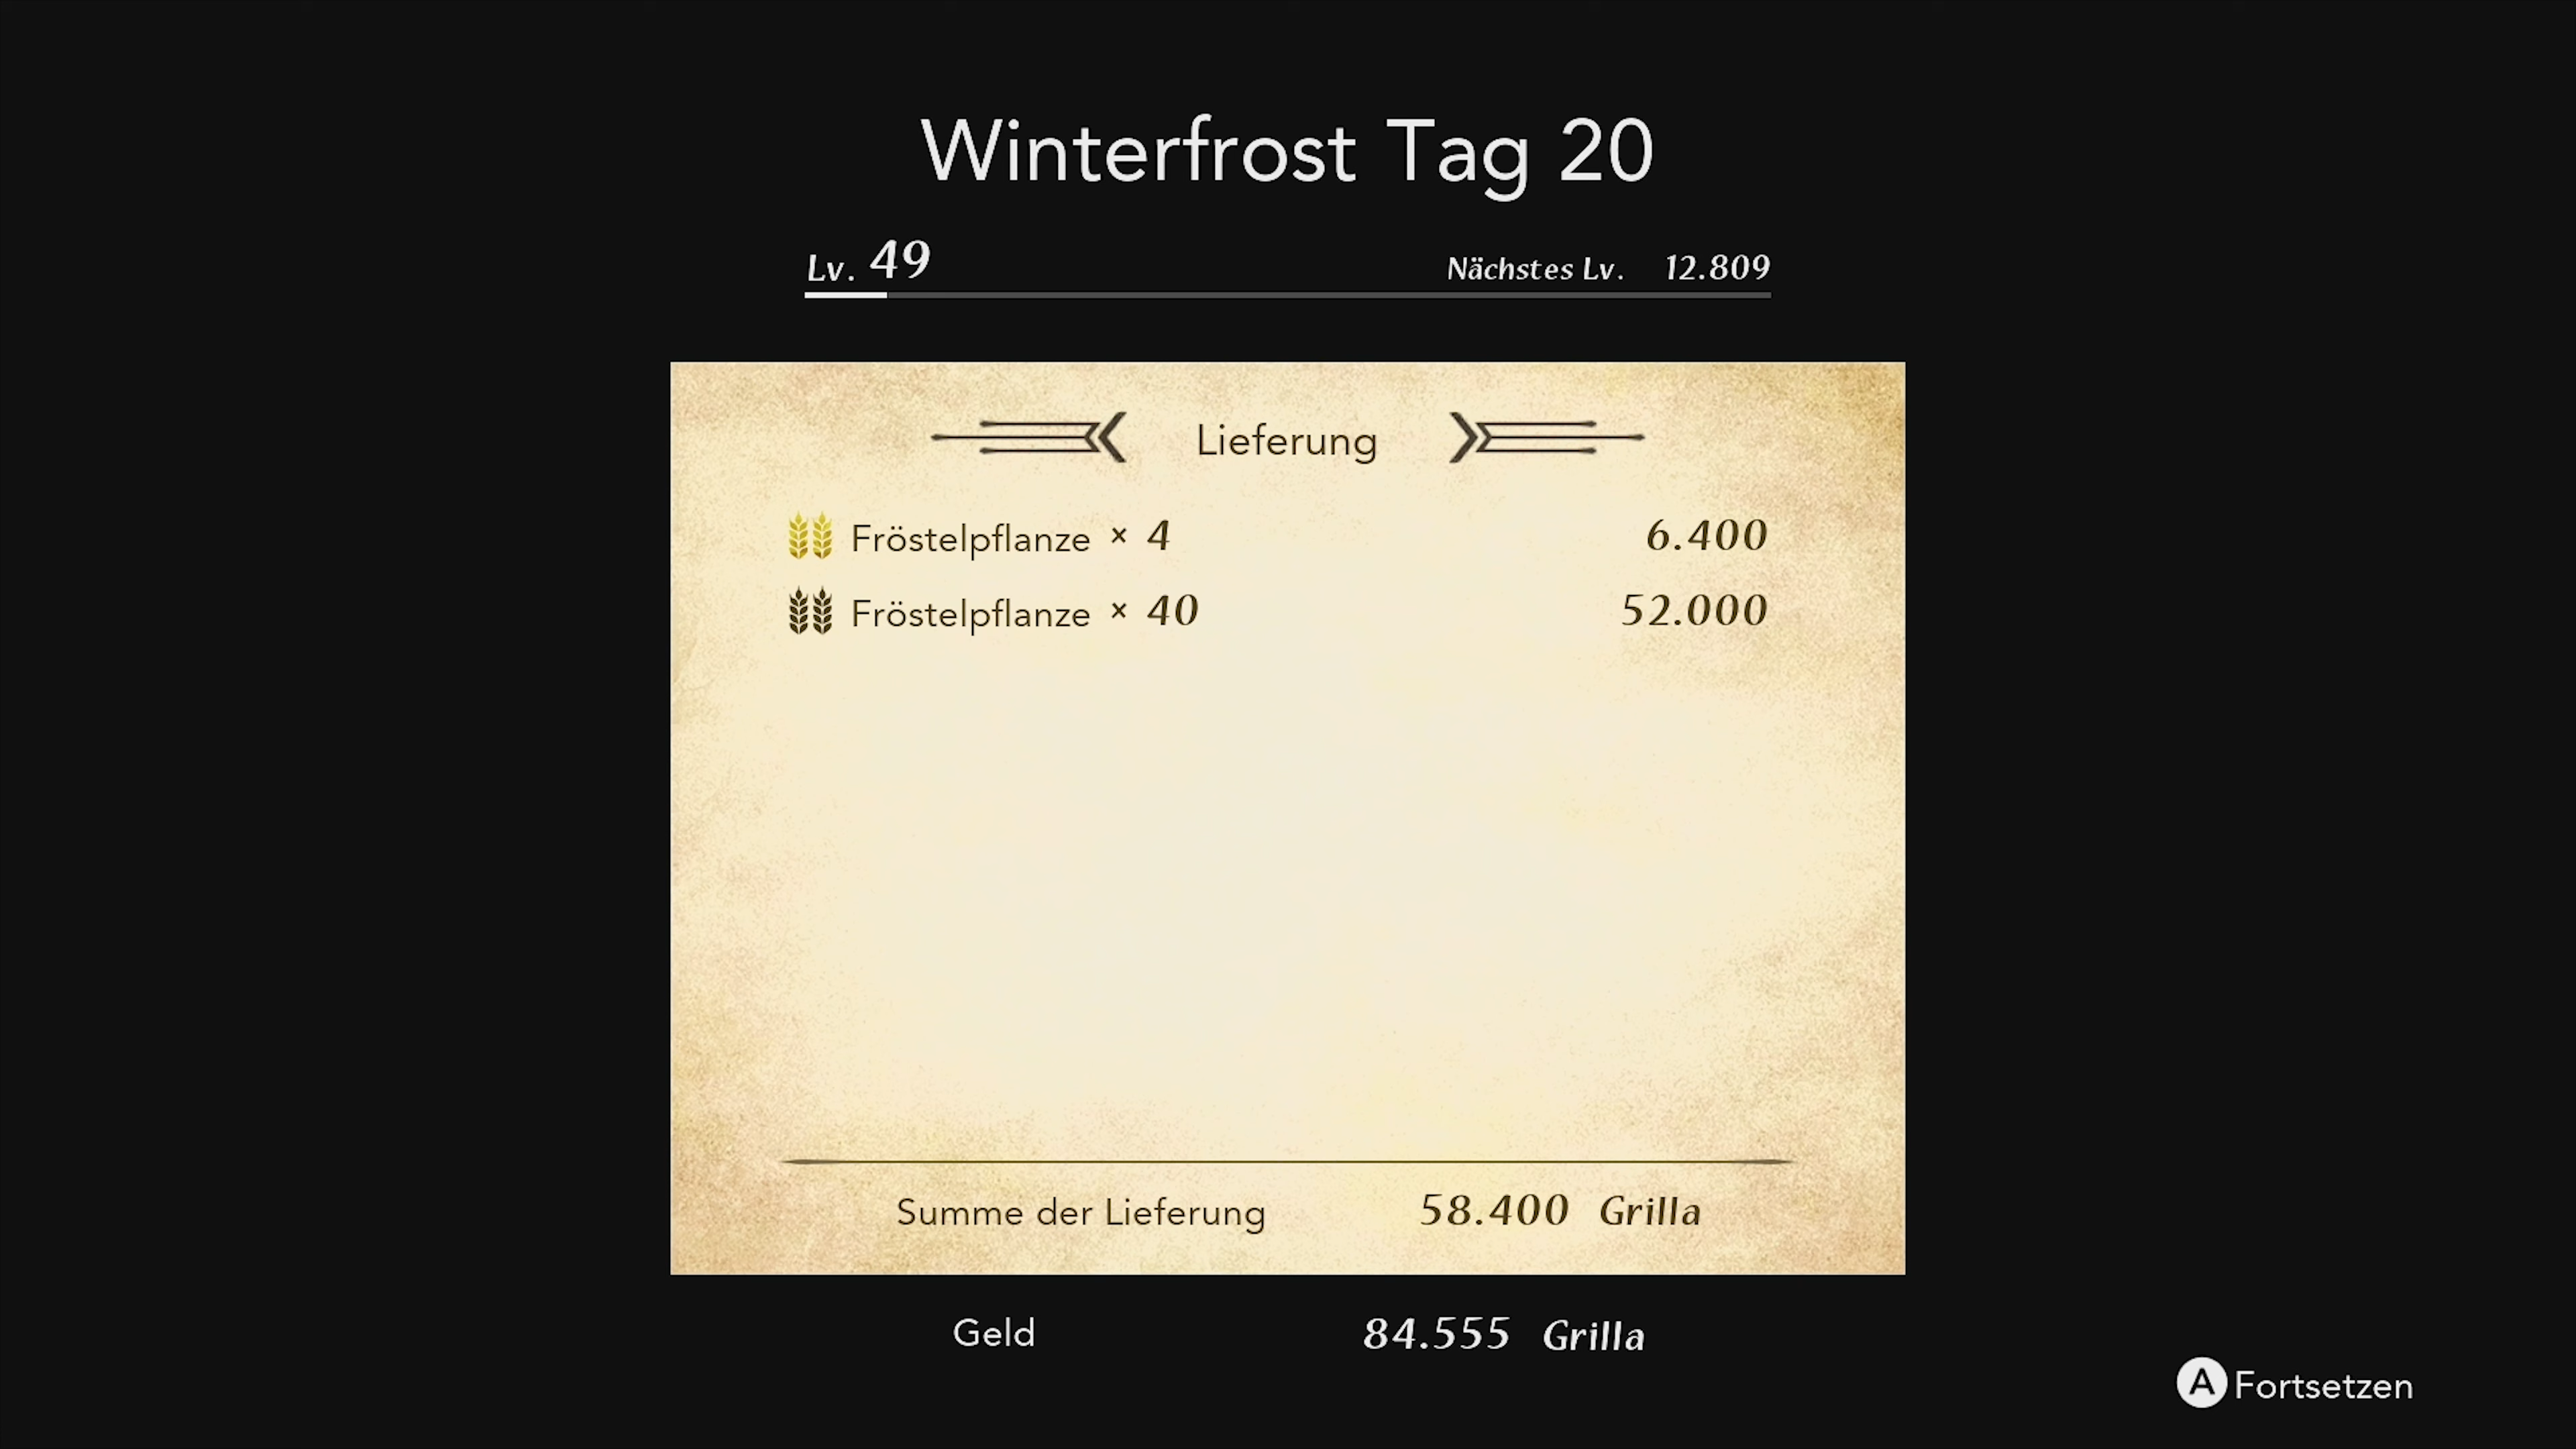 Winterfrost Tag 20
Lv. 49 Nächstes Lv. 12.809
Lieferung
Fröstelpflanze × 4 6.400
Fröstelpflanze × 40 52.000
Summe der Lieferung 58.400 Grilla
Geld 84.555 Grilla
A Fortsetzen